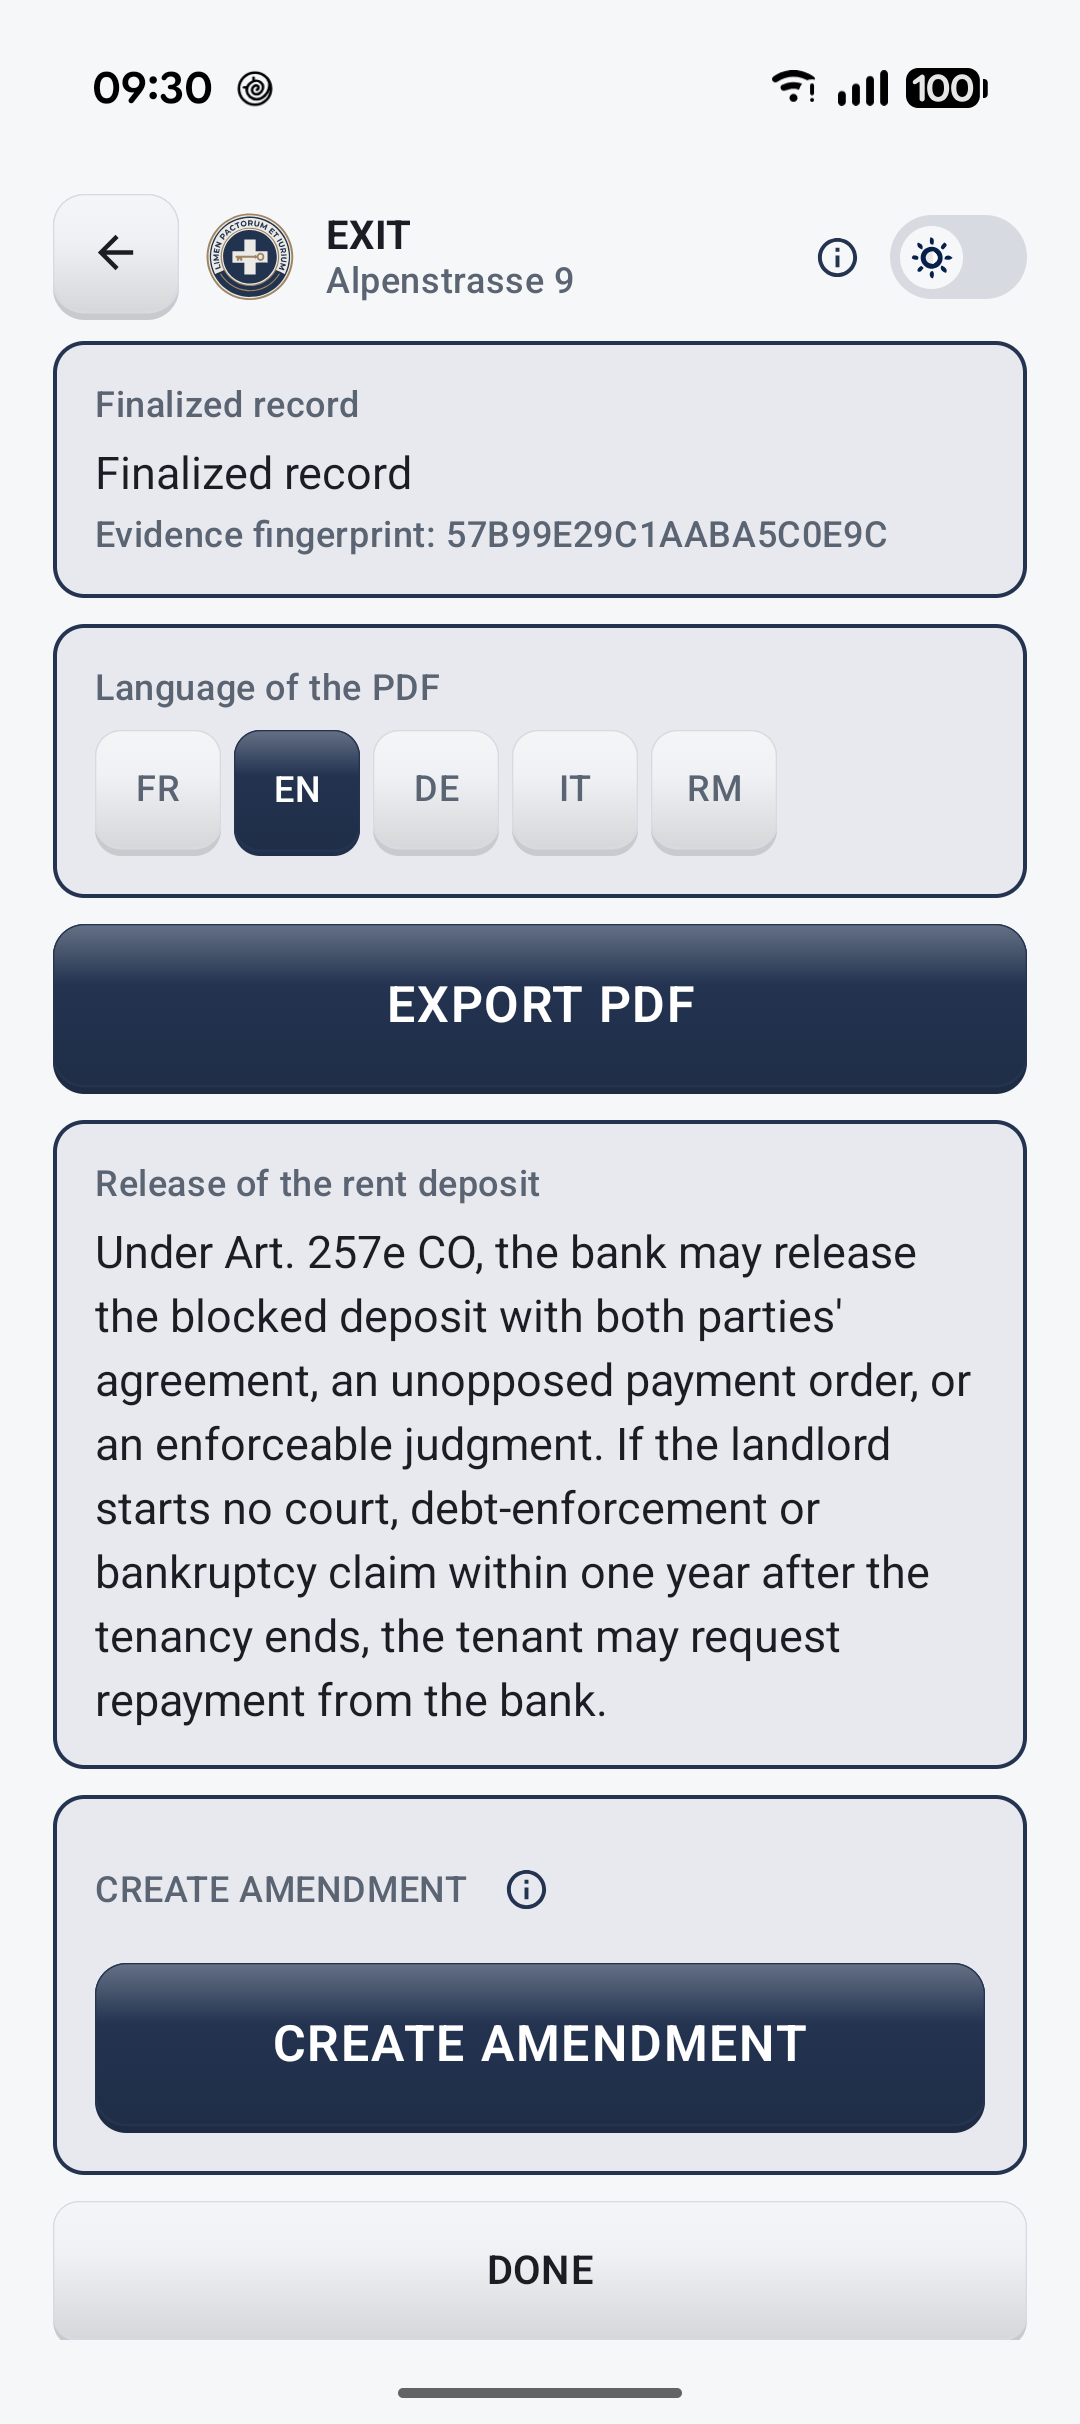 09:30
100
LIMEN PACTORUM ET IURIUM
EXIT
Alpenstrasse 9
Finalized record
Finalized record
Evidence fingerprint: 57B99E29C1AABA5C0E9C
Language of the PDF
FR
EN
DE
IT
RM
EXPORT PDF
Release of the rent deposit
Under Art. 257e CO, the bank may release
the blocked deposit with both parties'
agreement, an unopposed payment order, or
an enforceable judgment. If the landlord
starts no court, debt-enforcement or
bankruptcy claim within one year after the
tenancy ends, the tenant may request
repayment from the bank.
CREATE AMENDMENT
CREATE AMENDMENT
DONE